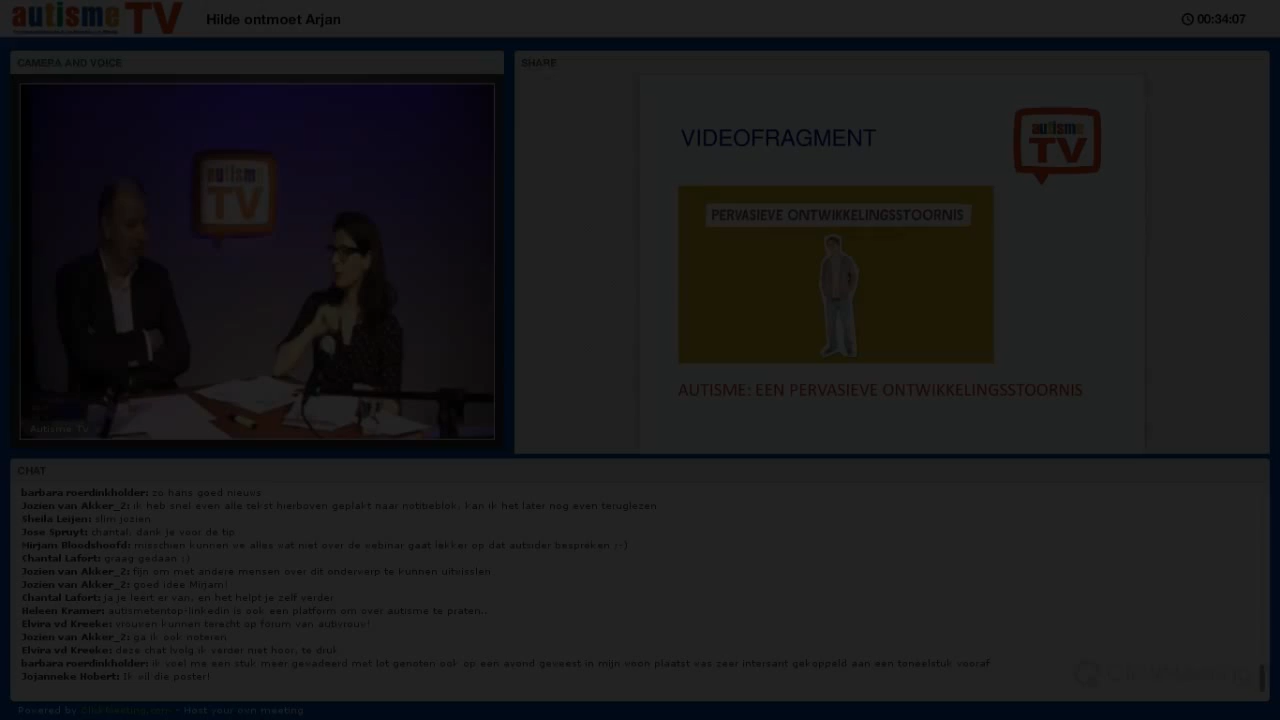 autisme TV
Hilde ontmoet Arjan
00:34:07
CAMERA AND VOICE
autisme
TV
Autisme TV
SHARE
VIDEOFRAGMENT
autisme
TV
PERVASIEVE ONTWIKKELINGSSTOORNIS
AUTISME: EEN PERVASIEVE ONTWIKKELINGSSTOORNIS
CHAT
barbara roerdinkholder: zo hans goed nieuws
Jozien van Akker_2: ik heb snel even alle tekst hierboven geplakt naar notitieblok, kan ik het later nog even teruglezen
Sheila Leijen: slim jozien
Jose Spruyt: chantal, dank je voor de tip
Mirjam Bloodshoofd: misschien kunnen we alles wat niet over de webinar gaat lekker op dat autsider bespreken ;-)
Chantal Lafort: graag gedaan :)
Jozien van Akker_2: fijn om met andere mensen over dit onderwerp te kunnen uitwisslen
Jozien van Akker_2: goed idee Mirjam!
Chantal Lafort: ja je leert er van, en het helpt je zelf verder
Heleen Kramer: autismetentop-linkedin is ook een platform om over autisme te praten..
Elvira vd Kreeke: vrouwen kunnen terecht op forum van autivrouw!
Jozien van Akker_2: ga ik ook noteren
Elvira vd Kreeke: deze chat volg ik verder niet hoor, te druk
barbara roerdinkholder: ik voel me een stuk meer gevadeerd met lot genoten ook op een avond geweest in mijn woon plaatst was zeer intersant gekoppeld aan een toneelstuk vooraf
Jojanneke Hobert: Ik wil die poster!
ClickMeeting
Powered by ClickMeeting.com - Host your own meeting